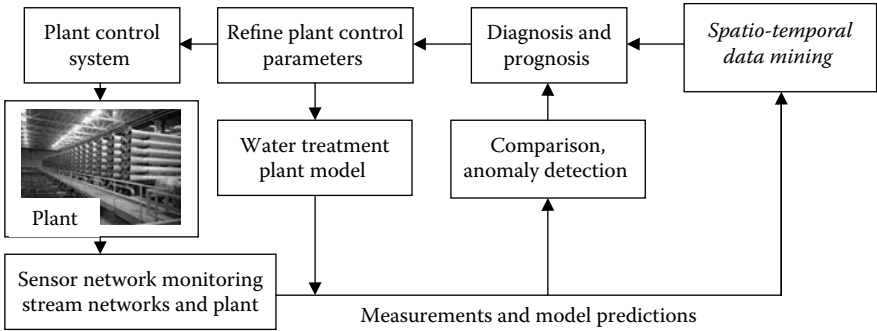 Plant control
system
Refine plant control
parameters
Diagnosis and
prognosis
Spatio-temporal
data mining
Plant
Water treatment
plant model
Comparison,
anomaly detection
Sensor network monitoring
stream networks and plant
Measurements and model predictions